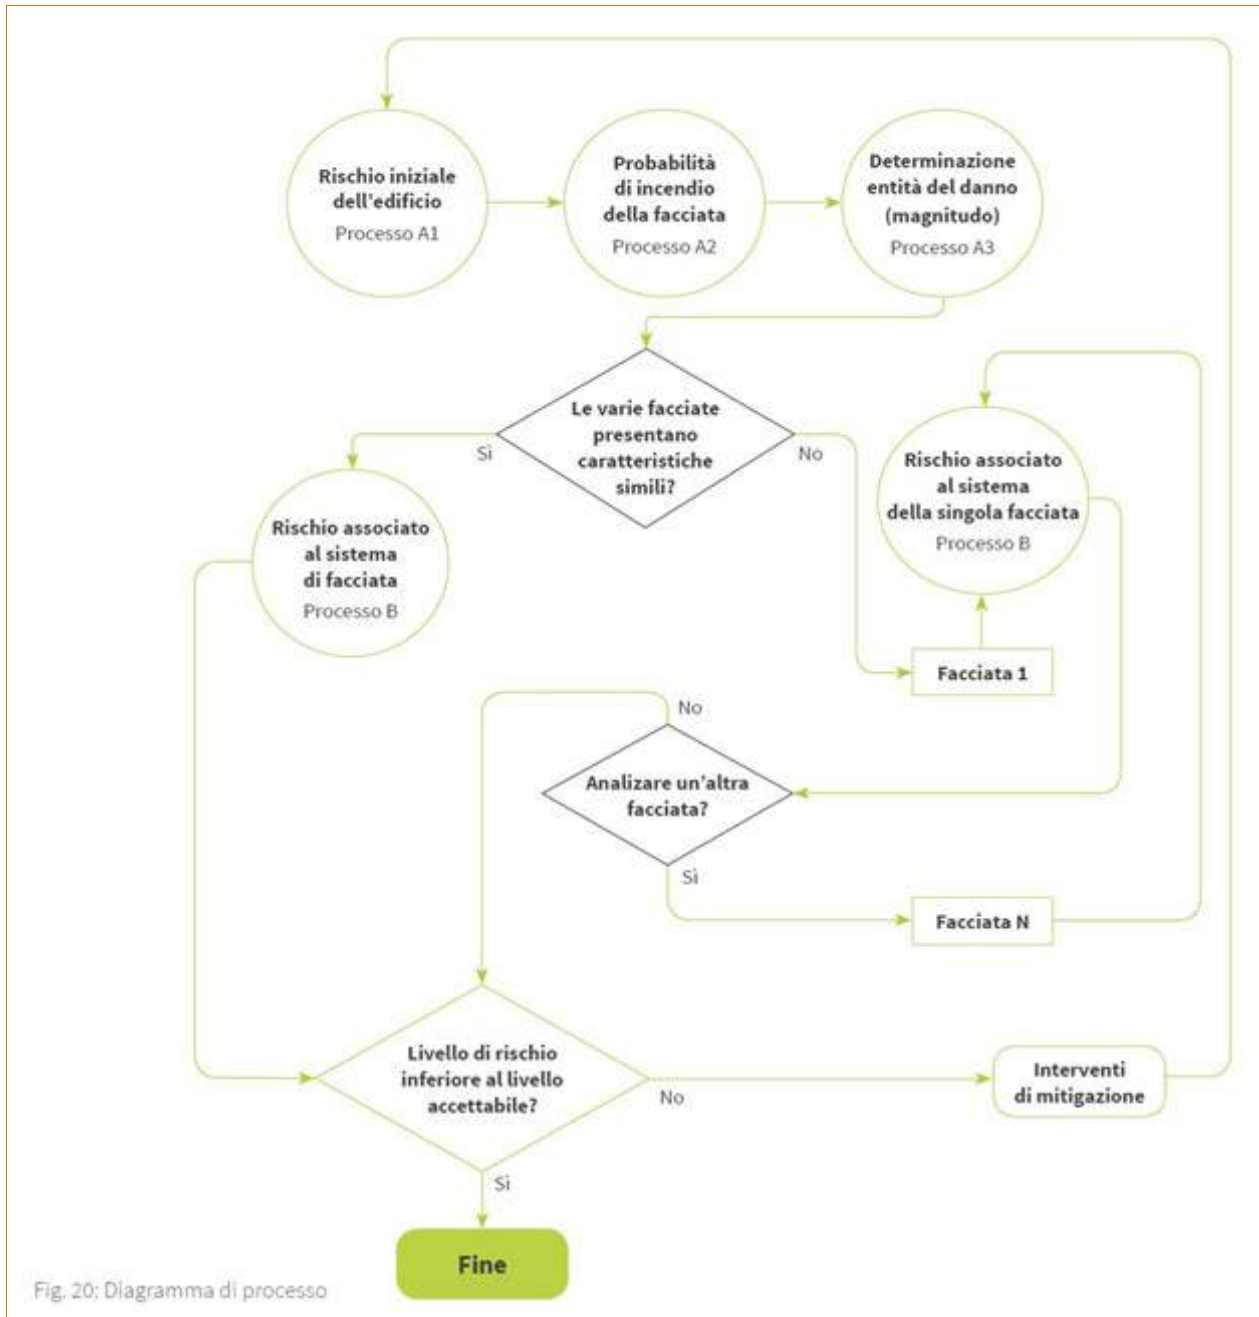 Rischio iniziale
dell'edificio
Processo A1
Probabilità
di incendio
della facciata
Processo A2
Determinazione
entità del danno
(magnitudo)
Processo A3
Le varie facciate
presentano
caratteristiche
simili?
Sì
No
Rischio associato
al sistema
di facciata
Processo B
Rischio associato
al sistema
della singola facciata
Processo B
Facciata 1
No
Analizare un'altra
facciata?
Sì
Facciata N
Livello di rischio
inferiore al livello
accettabile?
No
Interventi
di mitigazione
Sì
Fine
Fig. 20: Diagramma di processo